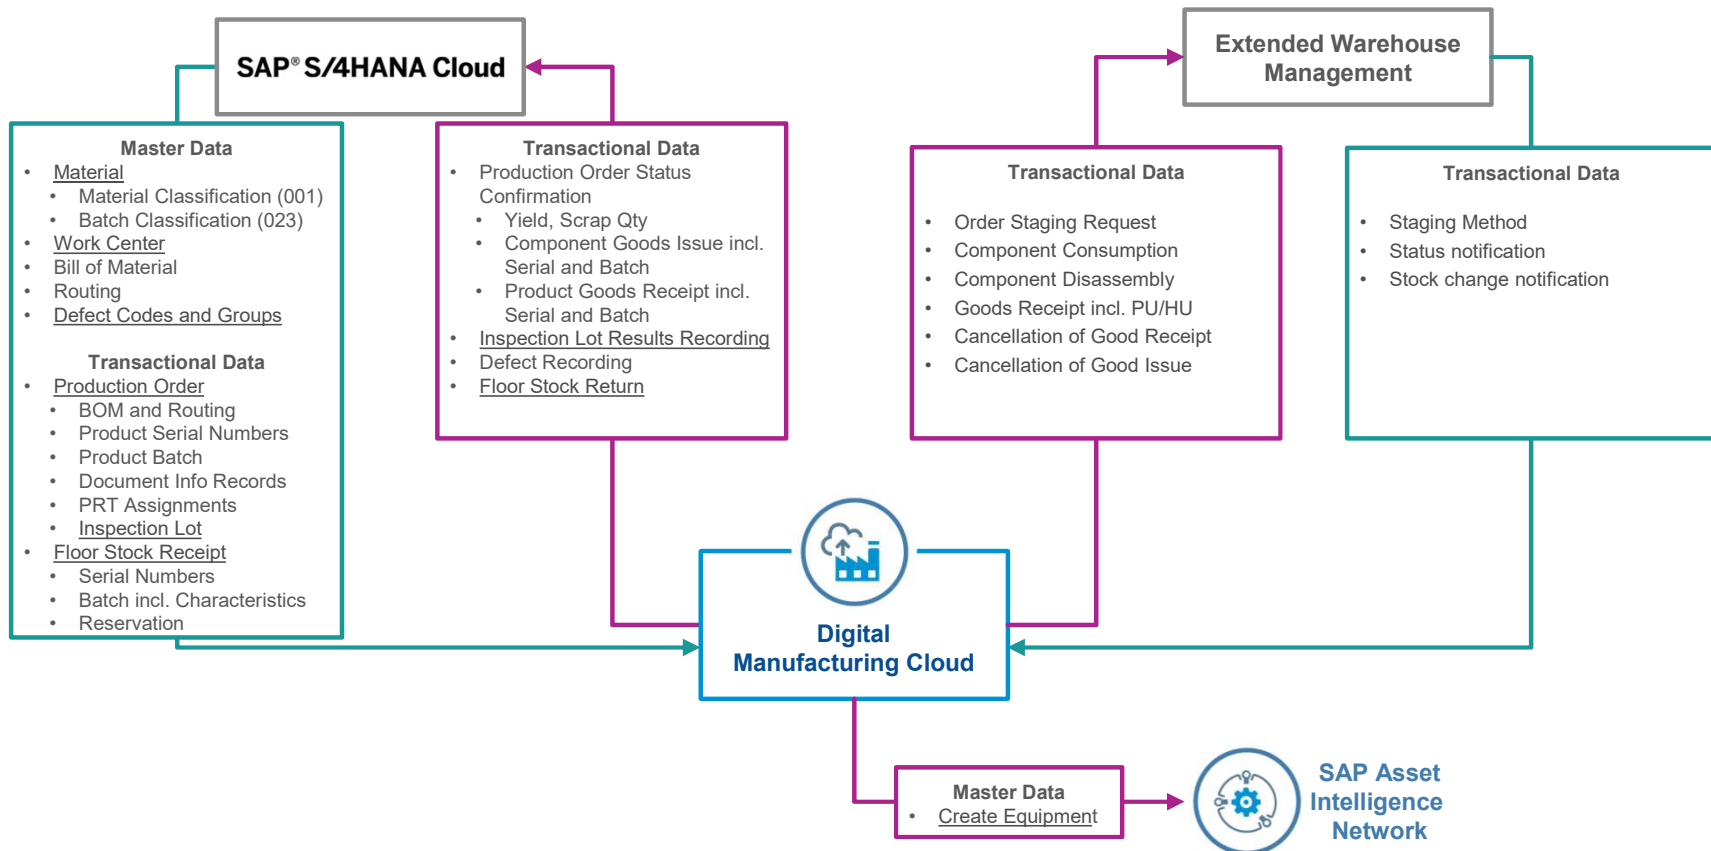 SAP® S/4HANA Cloud
Extended Warehouse
Management
Master Data
• Material
• Material Classification (001)
• Batch Classification (023)
• Work Center
• Bill of Material
• Routing
• Defect Codes and Groups
Transactional Data
• Production Order
• BOM and Routing
• Product Serial Numbers
• Product Batch
• Document Info Records
• PRT Assignments
• Inspection Lot
• Floor Stock Receipt
• Serial Numbers
• Batch incl. Characteristics
• Reservation
Transactional Data
• Production Order Status
Confirmation
• Yield, Scrap Qty
• Component Goods Issue incl.
Serial and Batch
• Product Goods Receipt incl.
Serial and Batch
• Inspection Lot Results Recording
• Defect Recording
• Floor Stock Return
Transactional Data
• Order Staging Request
• Component Consumption
• Component Disassembly
• Goods Receipt incl. PU/HU
• Cancellation of Good Receipt
• Cancellation of Good Issue
Transactional Data
• Staging Method
• Status notification
• Stock change notification
Digital
Manufacturing Cloud
Master Data
• Create Equipment
SAP Asset
Intelligence
Network